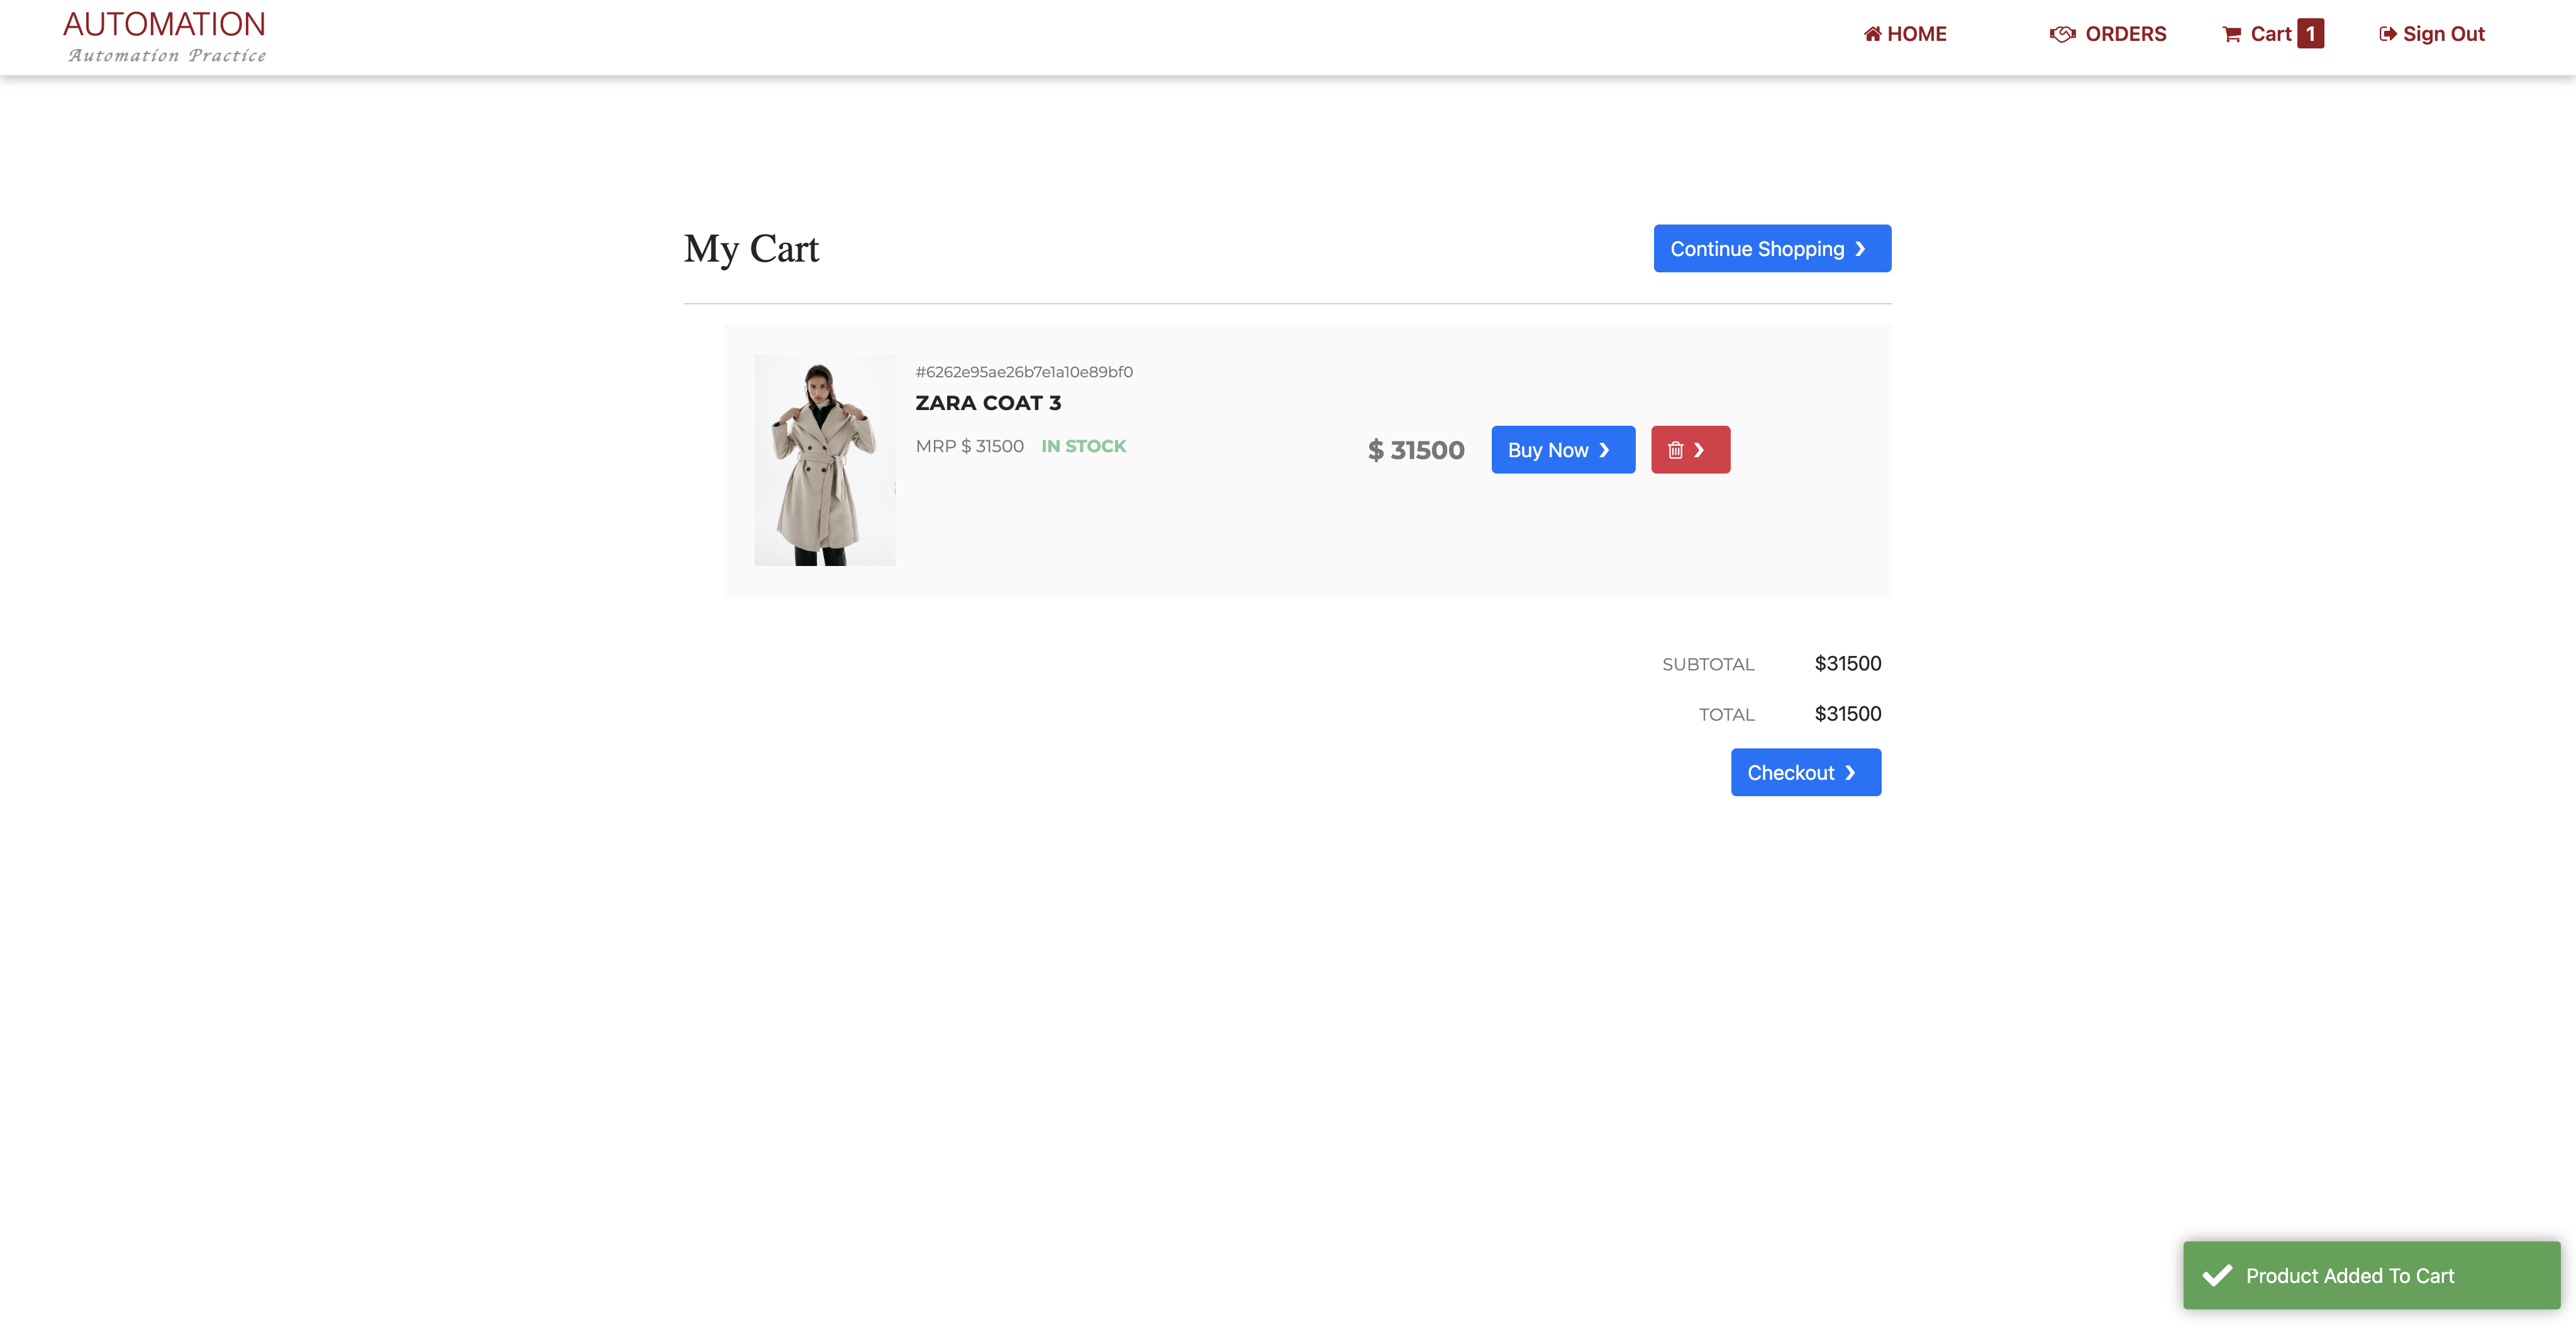 AUTOMATION
Automation Practice
HOME
ORDERS
Cart 1
Sign Out
My Cart
Continue Shopping ❯
#6262e95ae26b7e1a10e89bf0
ZARA COAT 3
MRP $ 31500 IN STOCK
$ 31500
Buy Now ❯
❯
SUBTOTAL $31500
TOTAL $31500
Checkout ❯
Product Added To Cart